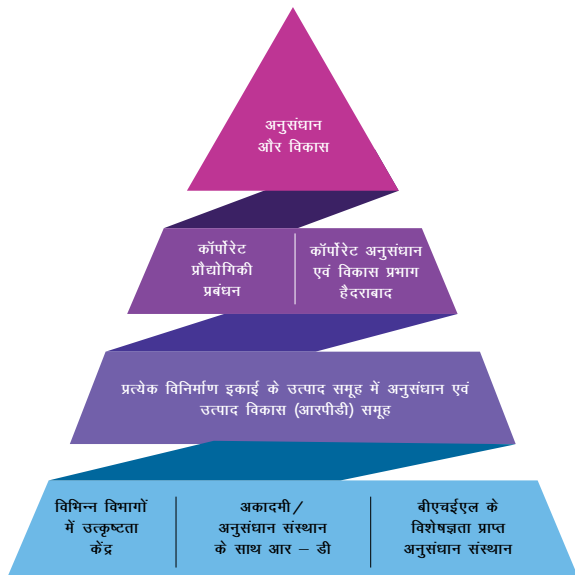 अनुसंधान
और विकास
कॉर्पोरेट
प्रौद्योगिकी
प्रबंधन
कॉर्पोरेट अनुसंधान
एवं विकास प्रभाग
हैदराबाद
प्रत्येक विनिर्माण इकाई के उत्पाद समूह में अनुसंधान एवं
उत्पाद विकास (आरपीडी) समूह
विभिन्न विभागों
में उत्कृष्टता
केंद्र
अकादमी/
अनुसंधान संस्थान
के साथ आर – डी
बीएचईएल के
विशेषज्ञता प्राप्त
अनुसंधान संस्थान